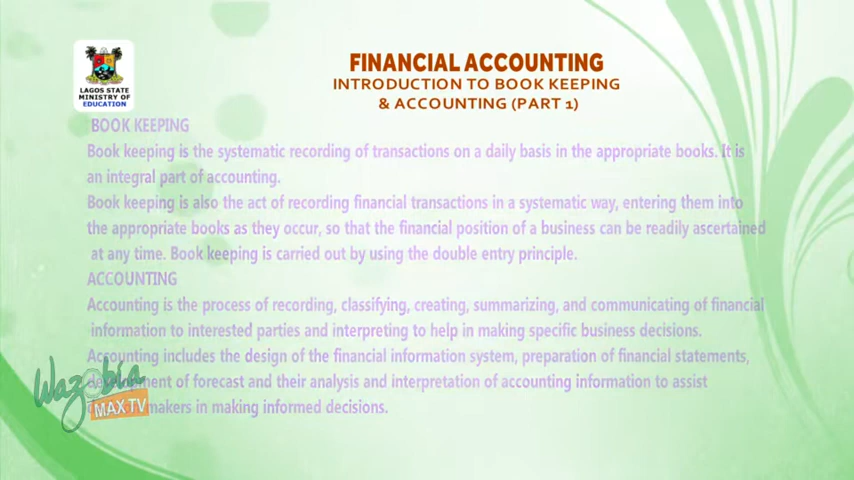 LAGOS STATE
MINISTRY OF
EDUCATION
FINANCIAL ACCOUNTING
INTRODUCTION TO BOOK KEEPING
& ACCOUNTING (PART 1)
BOOK KEEPING
Book keeping is the systematic recording of transactions on a daily basis in the appropriate books. It is
an integral part of accounting.
Book keeping is also the act of recording financial transactions in a systematic way, entering them into
the appropriate books as they occur, so that the financial position of a business can be readily ascertained
at any time. Book keeping is carried out by using the double entry principle.
ACCOUNTING
Accounting is the process of recording, classifying, creating, summarizing, and communicating of financial
information to interested parties and interpreting to help in making specific business decisions.
Accounting includes the design of the financial information system, preparation of financial statements,
of forecast and their analysis and interpretation of accounting information to assist
makers in making informed decisions.
Wazobia
MAX TV